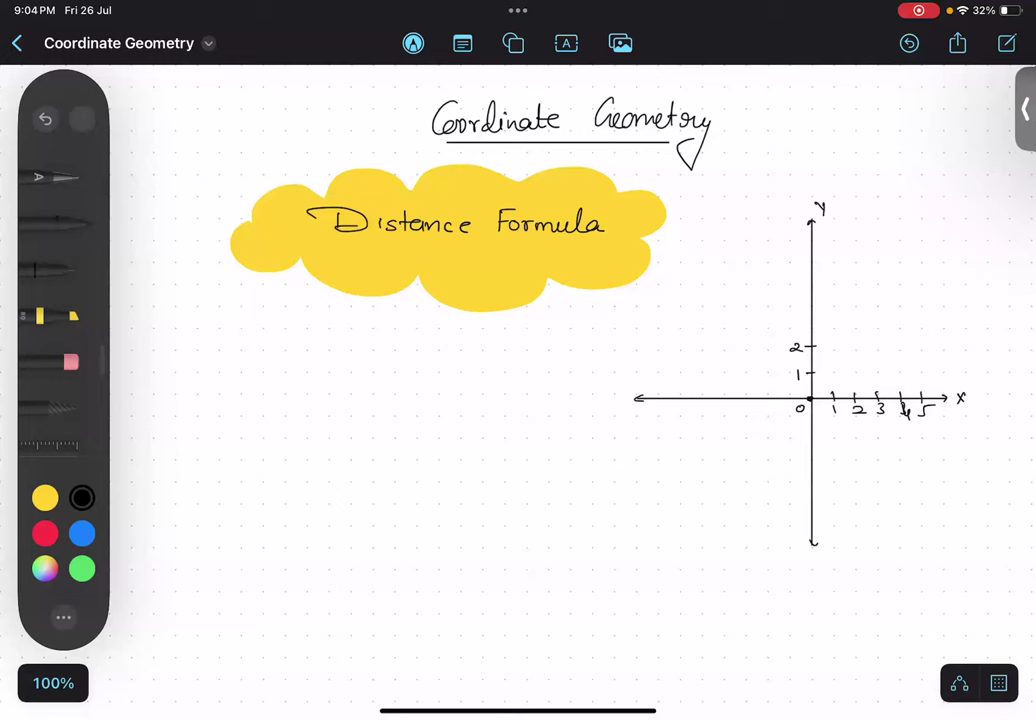 9:04 PM Fri 26 Jul
32%
Coordinate Geometry
A
Coordinate Geometry
A
Distance Formula
80
Y
2
1
0 1 2 3 4 5 X
100%